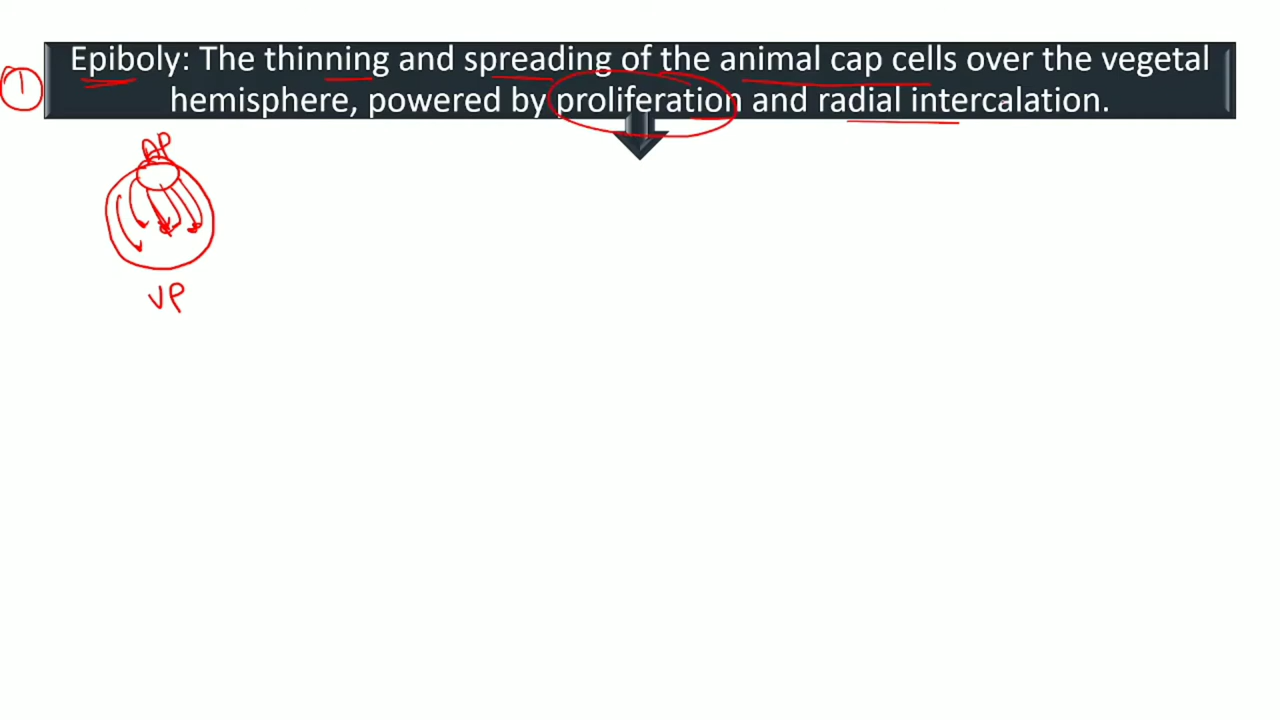 Epiboly: The thinning and spreading of the animal cap cells over the vegetal
hemisphere, powered by proliferation and radial intercalation.
1
AP
VP